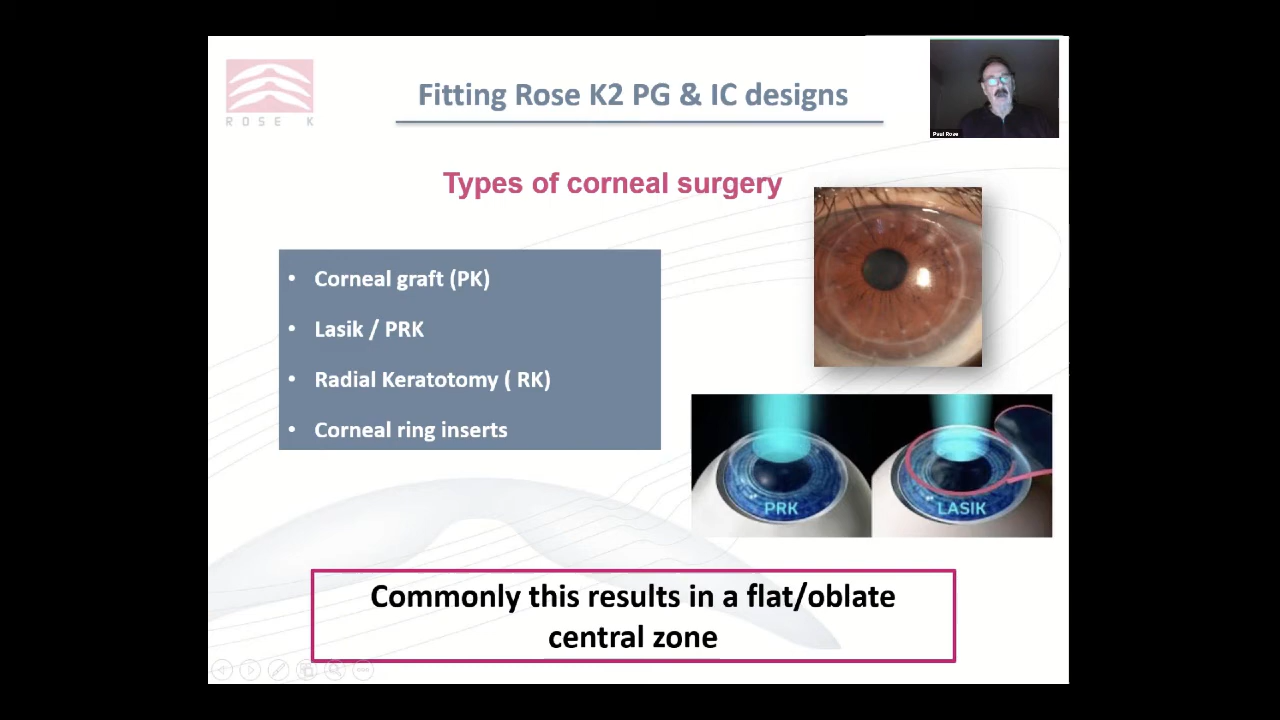 ROSE K
Fitting Rose K2 PG & IC designs
Paul Rose
Types of corneal surgery
• Corneal graft (PK)
• Lasik / PRK
• Radial Keratotomy ( RK)
• Corneal ring inserts
PRK
LASIK
Commonly this results in a flat/oblate
central zone